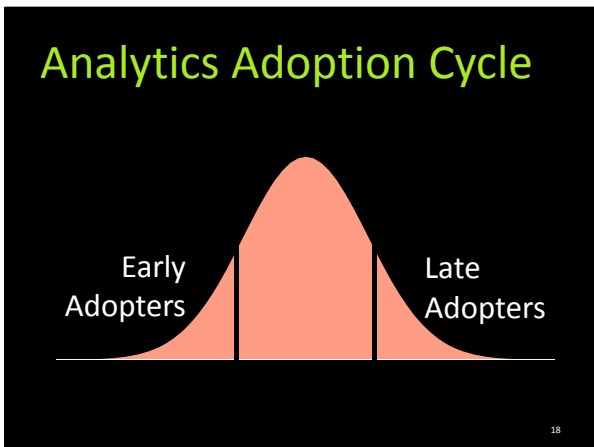 Analytics Adoption Cycle
Early
Adopters
Late
Adopters
18